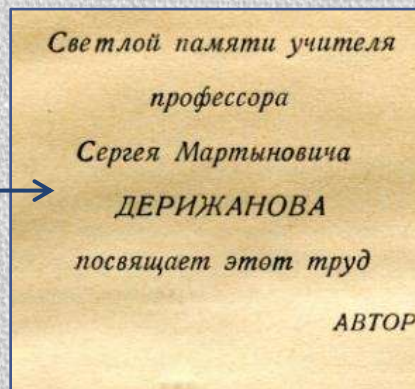 Светлой памяти учителя
профессора
Сергея Мартыновича
ДЕРИЖАНОВА
посвящает этот труд
АВТОР